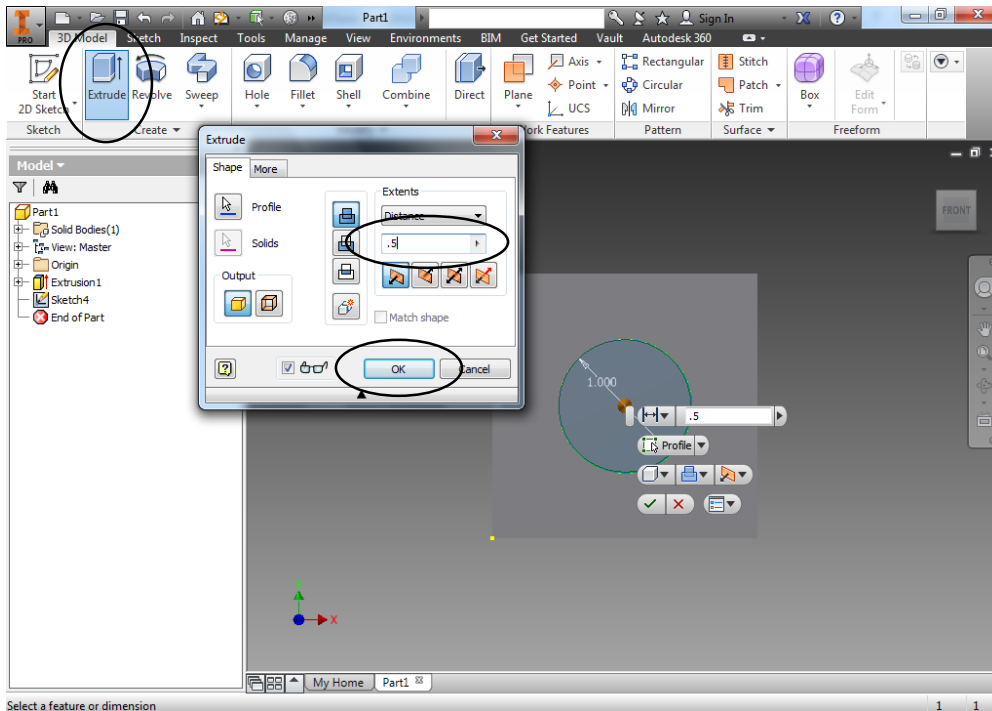 Part1
Sign In
PRO
3D Model Sketch Inspect Tools Manage View Environments BIM Get Started Vault Autodesk 360
Start
2D Sketch
Extrude
Revolve
Sweep
Hole
Fillet
Shell
Combine
Direct
Plane
Axis
Point
UCS
Rectangular
Circular
Mirror
Stitch
Patch
Trim
Box
Edit
Form
Sketch
Create
Work Features
Pattern
Surface
Freeform
Model
Part1
Solid Bodies(1)
View: Master
Origin
Extrusion1
Sketch4
End of Part
Extrude
Shape More
Profile
Solids
Output
Extents
Distance
.5
Match shape
OK
Cancel
FRONT
1.000
.5
Profile
Y
X
My Home
Part1
Select a feature or dimension
1 1